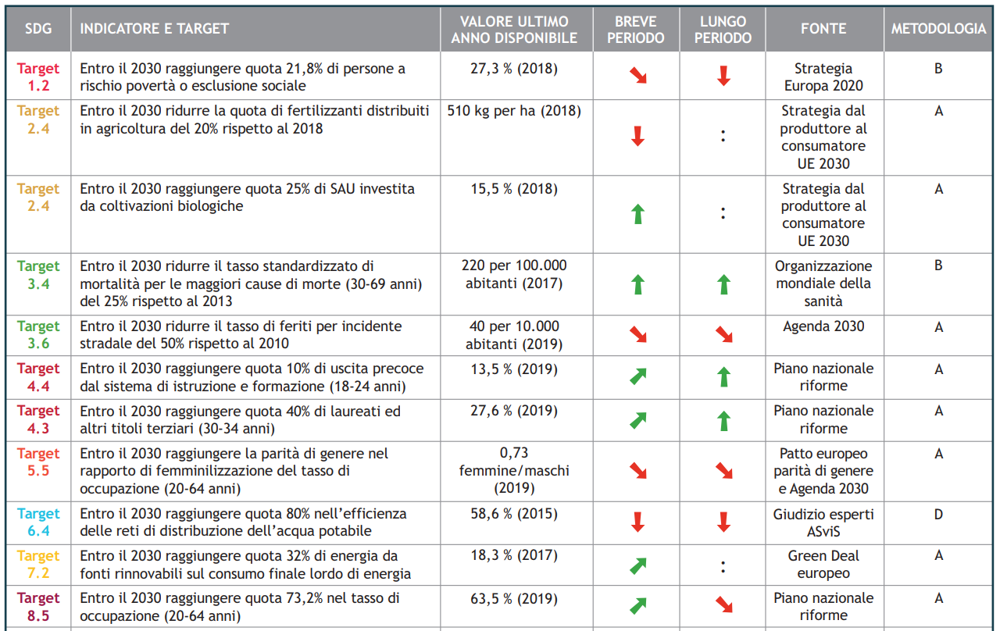 SDG
INDICATORE E TARGET
VALORE ULTIMO
ANNO DISPONIBILE
BREVE
PERIODO
LUNGO
PERIODO
FONTE
METODOLOGIA
Target
1.2
Entro il 2030 raggiungere quota 21,8% di persone a
rischio povertà o esclusione sociale
27,3 % (2018)
Strategia
Europa 2020
B
Target
2.4
Entro il 2030 ridurre la quota di fertilizzanti distribuiti
in agricoltura del 20% rispetto al 2018
510 kg per ha (2018)
:
Strategia dal
produttore al
consumatore
UE 2030
A
Target
2.4
Entro il 2030 raggiungere quota 25% di SAU investita
da coltivazioni biologiche
15,5 % (2018)
:
Strategia dal
produttore al
consumatore
UE 2030
A
Target
3.4
Entro il 2030 ridurre il tasso standardizzato di
mortalità per le maggiori cause di morte (30-69 anni)
del 25% rispetto al 2013
220 per 100.000
abitanti (2017)
Organizzazione
mondiale della
sanità
B
Target
3.6
Entro il 2030 ridurre il tasso di feriti per incidente
stradale del 50% rispetto al 2010
40 per 10.000
abitanti (2019)
Agenda 2030
A
Target
4.4
Entro il 2030 raggiungere quota 10% di uscita precoce
dal sistema di istruzione e formazione (18-24 anni)
13,5 % (2019)
Piano nazionale
riforme
A
Target
4.3
Entro il 2030 raggiungere quota 40% di laureati ed
altri titoli terziari (30-34 anni)
27,6 % (2019)
Piano nazionale
riforme
A
Target
5.5
Entro il 2030 raggiungere la parità di genere nel
rapporto di femminilizzazione del tasso di
occupazione (20-64 anni)
0,73
femmine/maschi
(2019)
Patto europeo
parità di genere
e Agenda 2030
A
Target
6.4
Entro il 2030 raggiungere quota 80% nell'efficienza
delle reti di distribuzione dell'acqua potabile
58,6 % (2015)
Giudizio esperti
ASviS
D
Target
7.2
Entro il 2030 raggiungere quota 32% di energia da
fonti rinnovabili sul consumo finale lordo di energia
18,3 % (2017)
:
Green Deal
europeo
A
Target
8.5
Entro il 2030 raggiungere quota 73,2% nel tasso di
occupazione (20-64 anni)
63,5 % (2019)
Piano nazionale
riforme
A